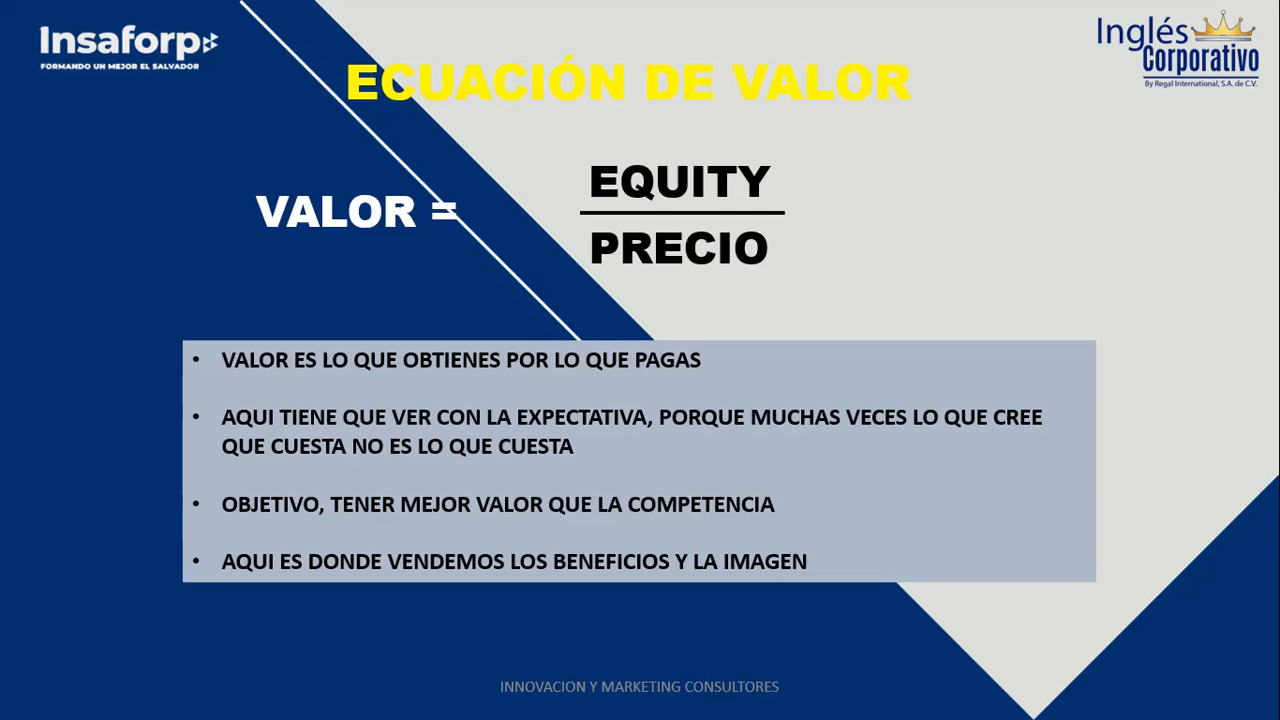 Insaforp
FORMANDO UN MEJOR EL SALVADOR
Inglés
Corporativo
By Regal International, S.A. de C.V.
ECUACIÓN DE VALOR
VALOR =
EQUITY
PRECIO
• VALOR ES LO QUE OBTIENES POR LO QUE PAGAS
• AQUI TIENE QUE VER CON LA EXPECTATIVA, PORQUE MUCHAS VECES LO QUE CREE
QUE CUESTA NO ES LO QUE CUESTA
• OBJETIVO, TENER MEJOR VALOR QUE LA COMPETENCIA
• AQUI ES DONDE VENDEMOS LOS BENEFICIOS Y LA IMAGEN
INNOVACION Y MARKETING CONSULTORES